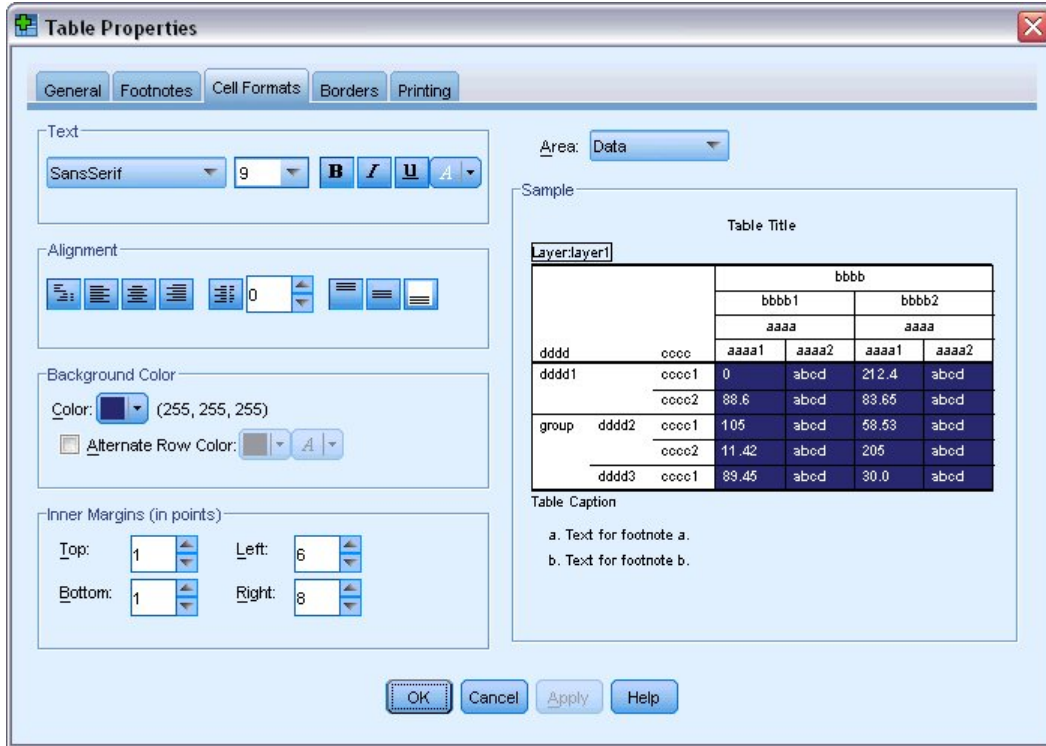 Table Properties
General Footnotes Cell Formats Borders Printing
Text
SansSerif 9 B I U A
Alignment
0
Background Color
Color: (255, 255, 255)
Alternate Row Color: A
Inner Margins (in points)
Top: 1 Left: 6
Bottom: 1 Right: 8
Area: Data
Sample
Table Title
Layer:layer1
bbbb
bbbb1 bbbb2
aaaa aaaa
dddd cccc aaaa1 aaaa2 aaaa1 aaaa2
dddd1 cccc1 0 abcd 212.4 abcd
cccc2 88.6 abcd 83.65 abcd
group dddd2 cccc1 105 abcd 58.53 abcd
cccc2 11.42 abcd 205 abcd
dddd3 cccc1 89.45 abcd 30.0 abcd
Table Caption
a. Text for footnote a.
b. Text for footnote b.
OK Cancel Apply Help